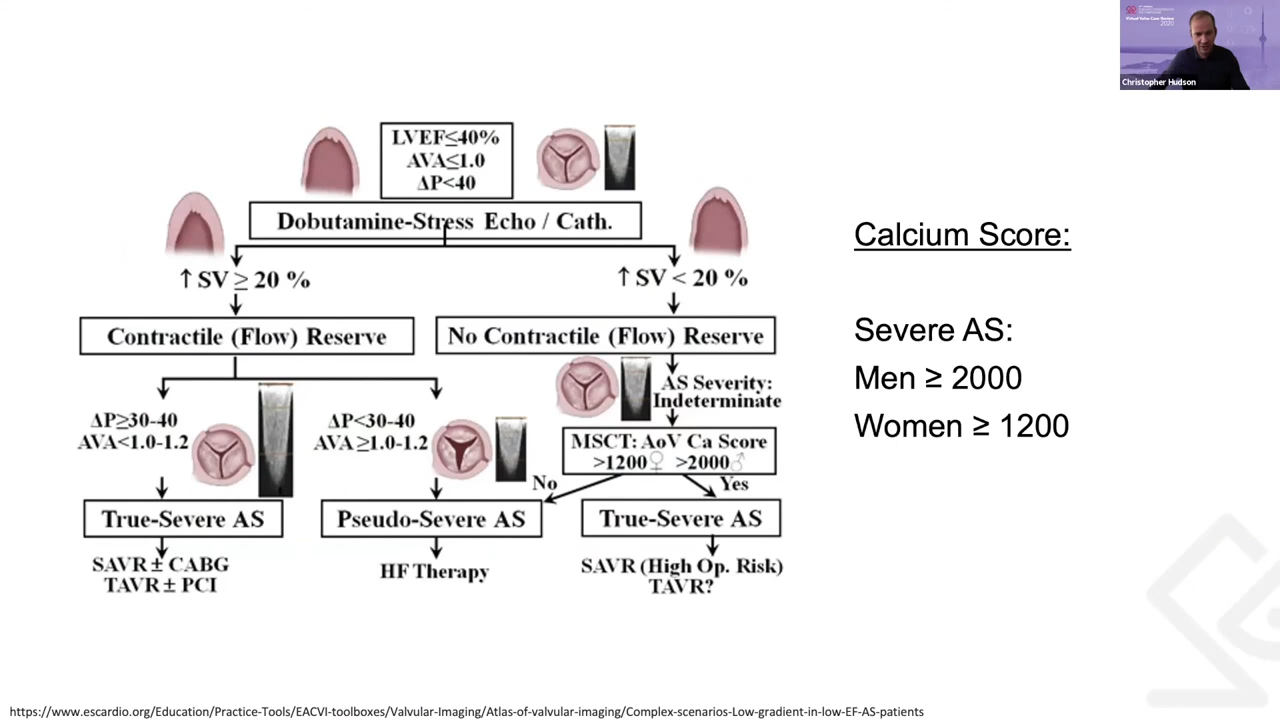 Virtual Valve Care Review
2020
Christopher Hudson
LVEF≤40%
AVA≤1.0
ΔP<40
Dobutamine-Stress Echo / Cath.
↑SV ≥ 20 %
↑SV < 20 %
Contractile (Flow) Reserve
No Contractile (Flow) Reserve
ΔP≥30-40
AVA<1.0-1.2
ΔP<30-40
AVA ≥1.0-1.2
AS Severity:
Indeterminate
MSCT: AoV Ca Score
>1200♀ >2000♂
No
Yes
True-Severe AS
Pseudo-Severe AS
True-Severe AS
SAVR ± CABG
TAVR ± PCI
HF Therapy
SAVR (High Op. Risk)
TAVR?
Calcium Score:
Severe AS:
Men ≥ 2000
Women ≥ 1200
https://www.escardio.org/Education/Practice-Tools/EACVI-toolboxes/Valvular-Imaging/Atlas-of-valvular-imaging/Complex-scenarios-Low-gradient-in-low-EF-AS-patients